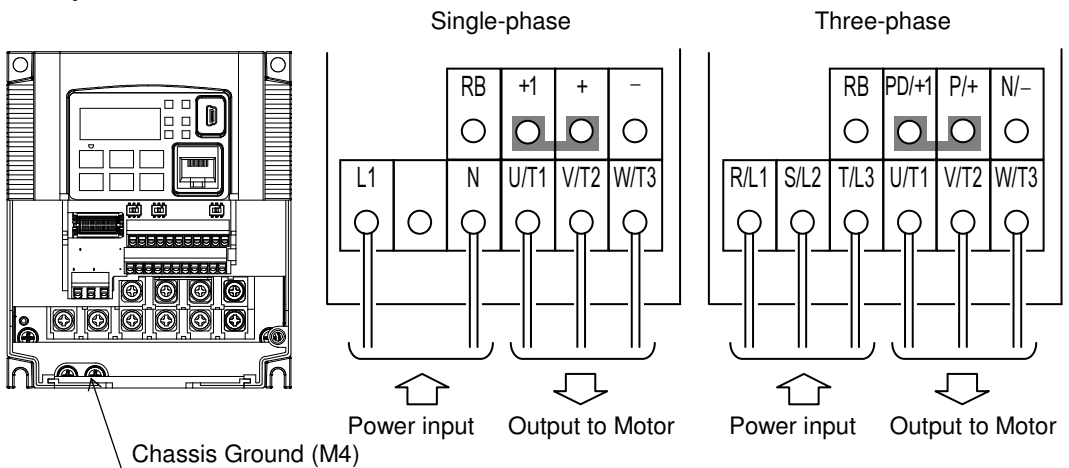 Single-phase
RB +1 + −
L1 N U/T1 V/T2 W/T3
Power input Output to Motor
Three-phase
RB PD/+1 P/+ N/−
R/L1 S/L2 T/L3 U/T1 V/T2 W/T3
Power input Output to Motor
Chassis Ground (M4)